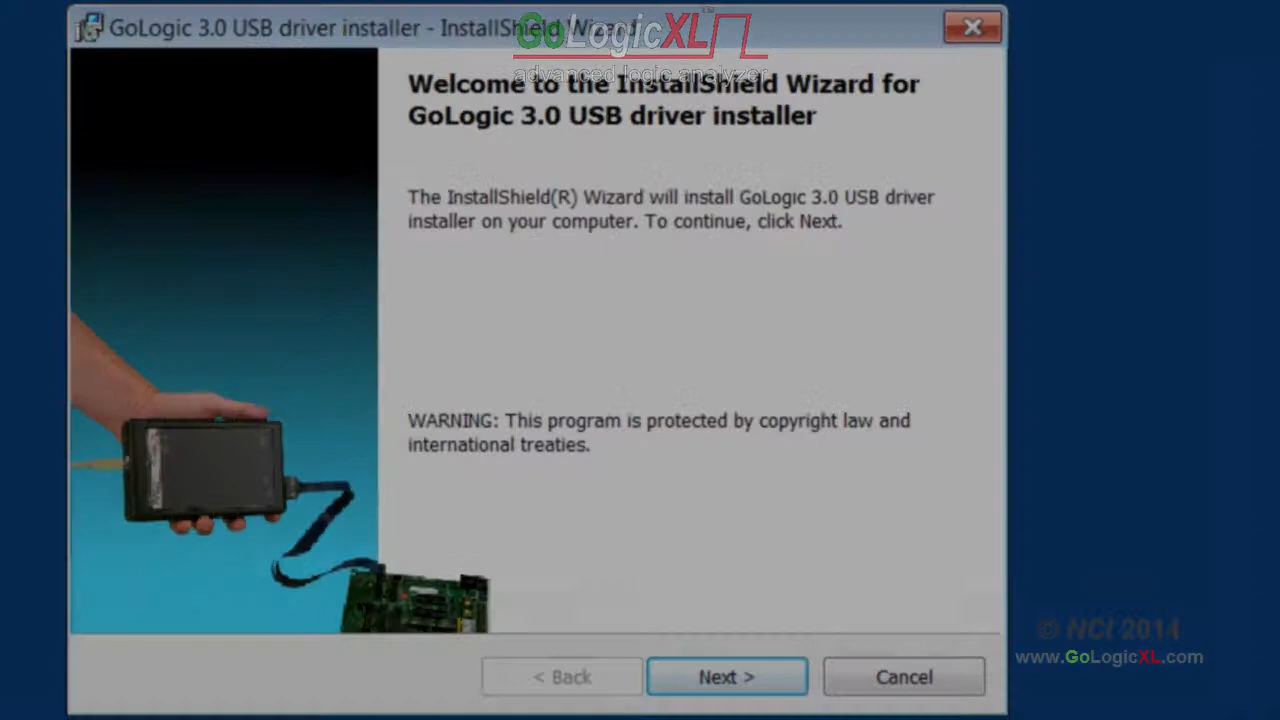 GoLogic 3.0 USB driver installer - InstallShield Wizard
GoLogicXL™
advanced logic analyzer
Welcome to the InstallShield Wizard for
GoLogic 3.0 USB driver installer
The InstallShield(R) Wizard will install GoLogic 3.0 USB driver
installer on your computer. To continue, click Next.
WARNING: This program is protected by copyright law and
international treaties.
© NCI 2014
www.GoLogicXL.com
< Back
Next >
Cancel